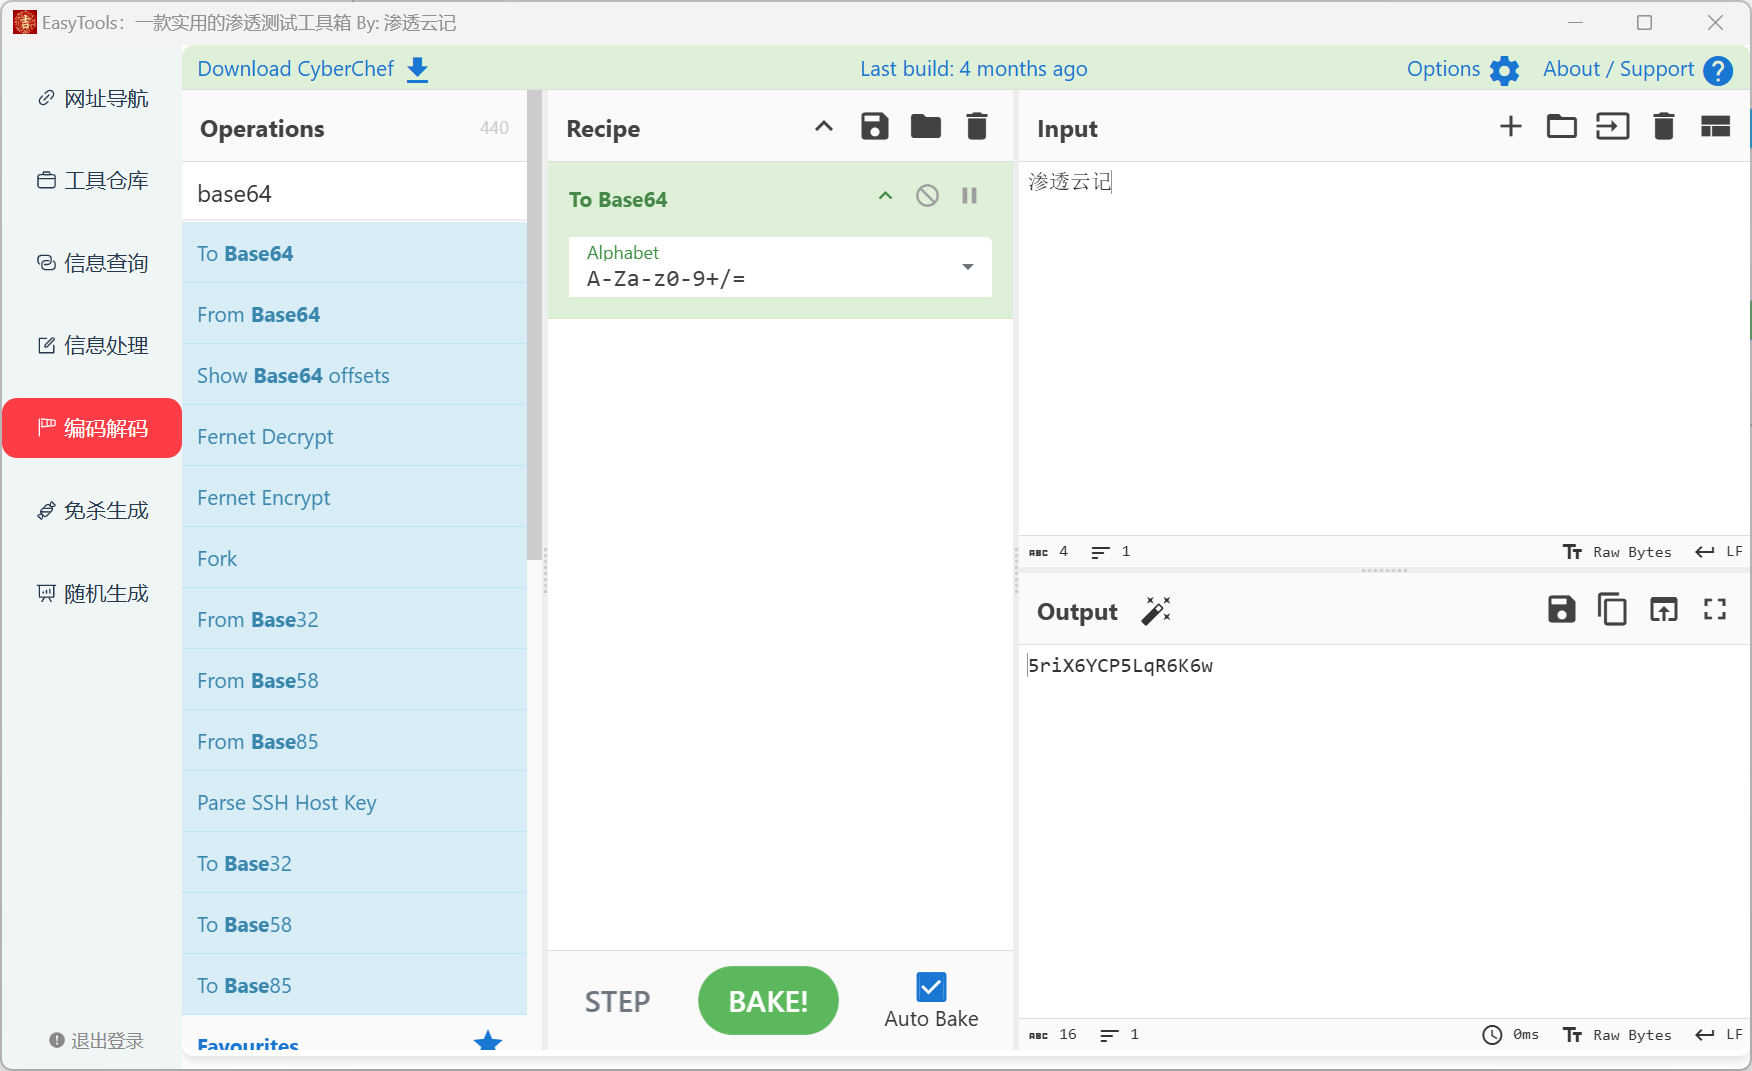 EasyTools：一款实用的渗透测试工具箱 By: 渗透云记
网址导航
工具仓库
信息查询
信息处理
编码解码
免杀生成
随机生成
退出登录
Download CyberChef
Last build: 4 months ago
Options
About / Support
Operations
440
base64
To Base64
From Base64
Show Base64 offsets
Fernet Decrypt
Fernet Encrypt
Fork
From Base32
From Base58
From Base85
Parse SSH Host Key
To Base32
To Base58
To Base85
Favourites
Recipe
To Base64
Alphabet
A-Za-z0-9+/=
STEP
BAKE!
Auto Bake
Input
渗透云记
ABC 4 1
Raw Bytes LF
Output
5riX6YCP5LqR6K6w
ABC 16 1
0ms Raw Bytes LF